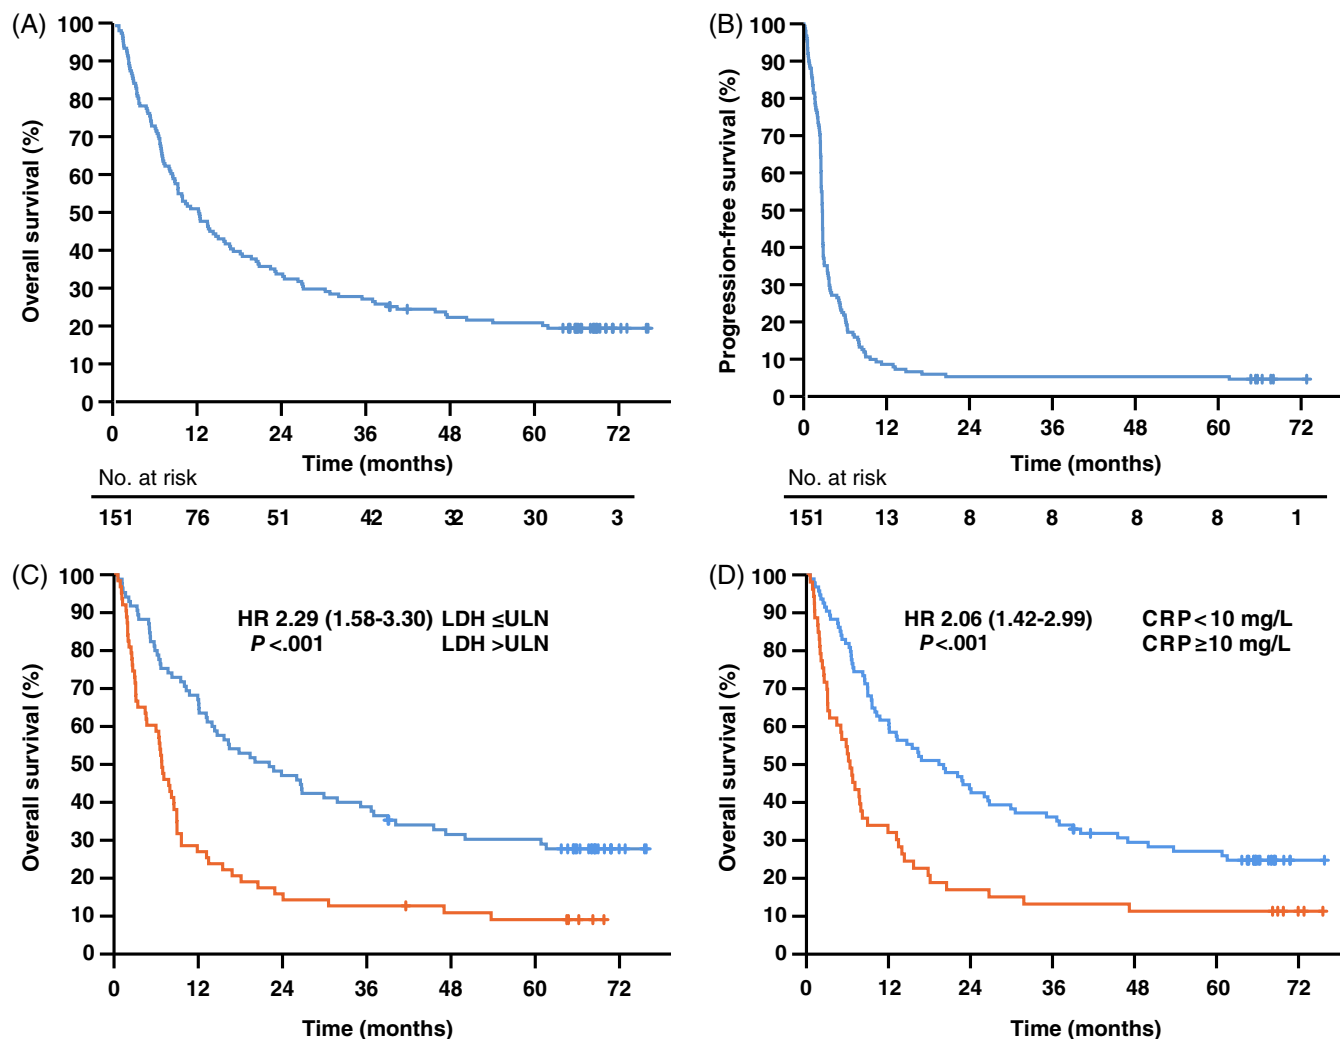 (A)
100
90
80
70
60
50
40
30
20
10
0
Overall survival (%)
0 12 24 36 48 60 72
Time (months)
No. at risk
151 76 51 42 32 30 3
(B)
100
90
80
70
60
50
40
30
20
10
0
Progression-free survival (%)
0 12 24 36 48 60 72
Time (months)
No. at risk
151 13 8 8 8 8 1
(C)
100
90
80
70
60
50
40
30
20
10
0
Overall survival (%)
HR 2.29 (1.58-3.30) LDH ≤ULN
P<.001 LDH >ULN
0 12 24 36 48 60 72
Time (months)
(D)
100
90
80
70
60
50
40
30
20
10
0
Overall survival (%)
HR 2.06 (1.42-2.99) CRP<10 mg/L
P<.001 CRP≥10 mg/L
0 12 24 36 48 60 72
Time (months)